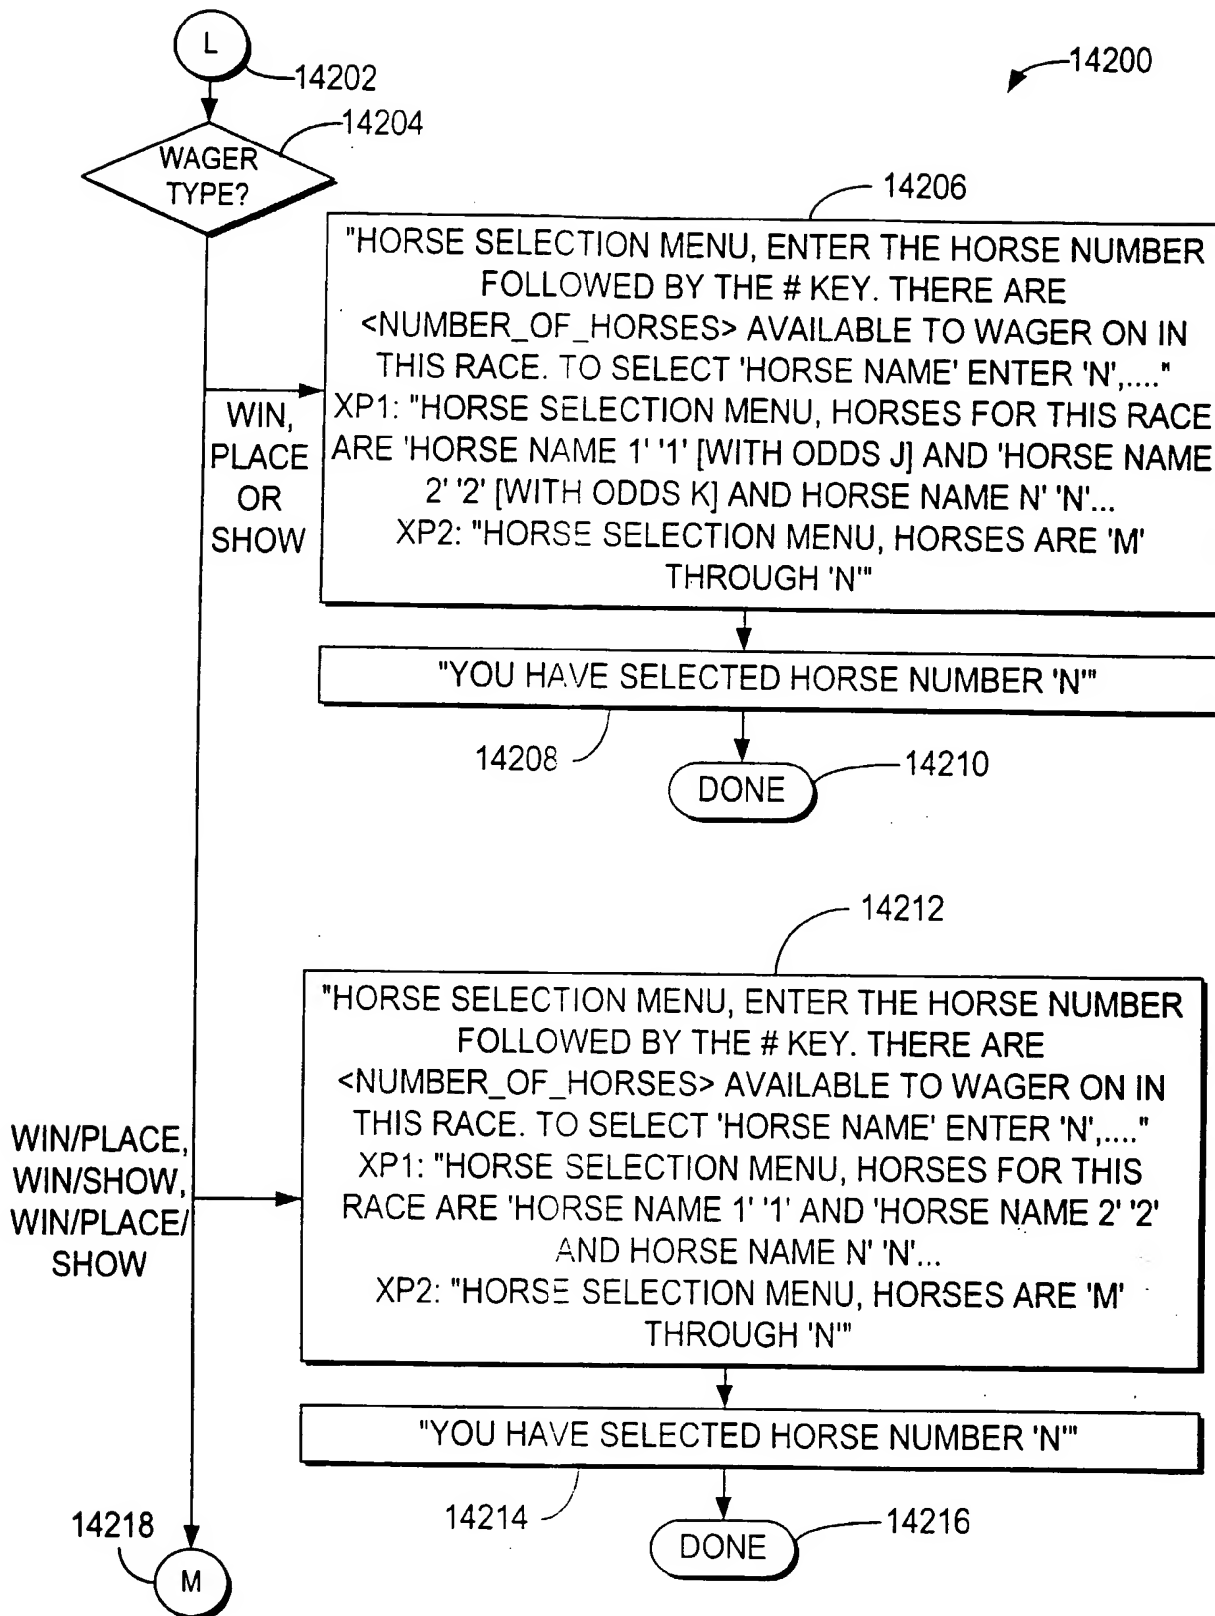 L
14202
14200
14204
WAGER
TYPE?
14206
"HORSE SELECTION MENU, ENTER THE HORSE NUMBER
FOLLOWED BY THE # KEY. THERE ARE
<NUMBER_OF_HORSES> AVAILABLE TO WAGER ON IN
THIS RACE. TO SELECT 'HORSE NAME' ENTER 'N',...."
XP1: "HORSE SELECTION MENU, HORSES FOR THIS RACE
ARE 'HORSE NAME 1' '1' [WITH ODDS J] AND 'HORSE NAME
2' '2' [WITH ODDS K] AND HORSE NAME N' 'N'...
XP2: "HORSE SELECTION MENU, HORSES ARE 'M'
THROUGH 'N'"
WIN,
PLACE
OR
SHOW
"YOU HAVE SELECTED HORSE NUMBER 'N'"
14208
14210
DONE
14212
"HORSE SELECTION MENU, ENTER THE HORSE NUMBER
FOLLOWED BY THE # KEY. THERE ARE
<NUMBER_OF_HORSES> AVAILABLE TO WAGER ON IN
THIS RACE. TO SELECT 'HORSE NAME' ENTER 'N',...."
XP1: "HORSE SELECTION MENU, HORSES FOR THIS
RACE ARE 'HORSE NAME 1' '1' AND 'HORSE NAME 2' '2'
AND HORSE NAME N' 'N'...
XP2: "HORSE SELECTION MENU, HORSES ARE 'M'
THROUGH 'N'"
WIN/PLACE,
WIN/SHOW,
WIN/PLACE/
SHOW
"YOU HAVE SELECTED HORSE NUMBER 'N'"
14214
14216
DONE
14218
M